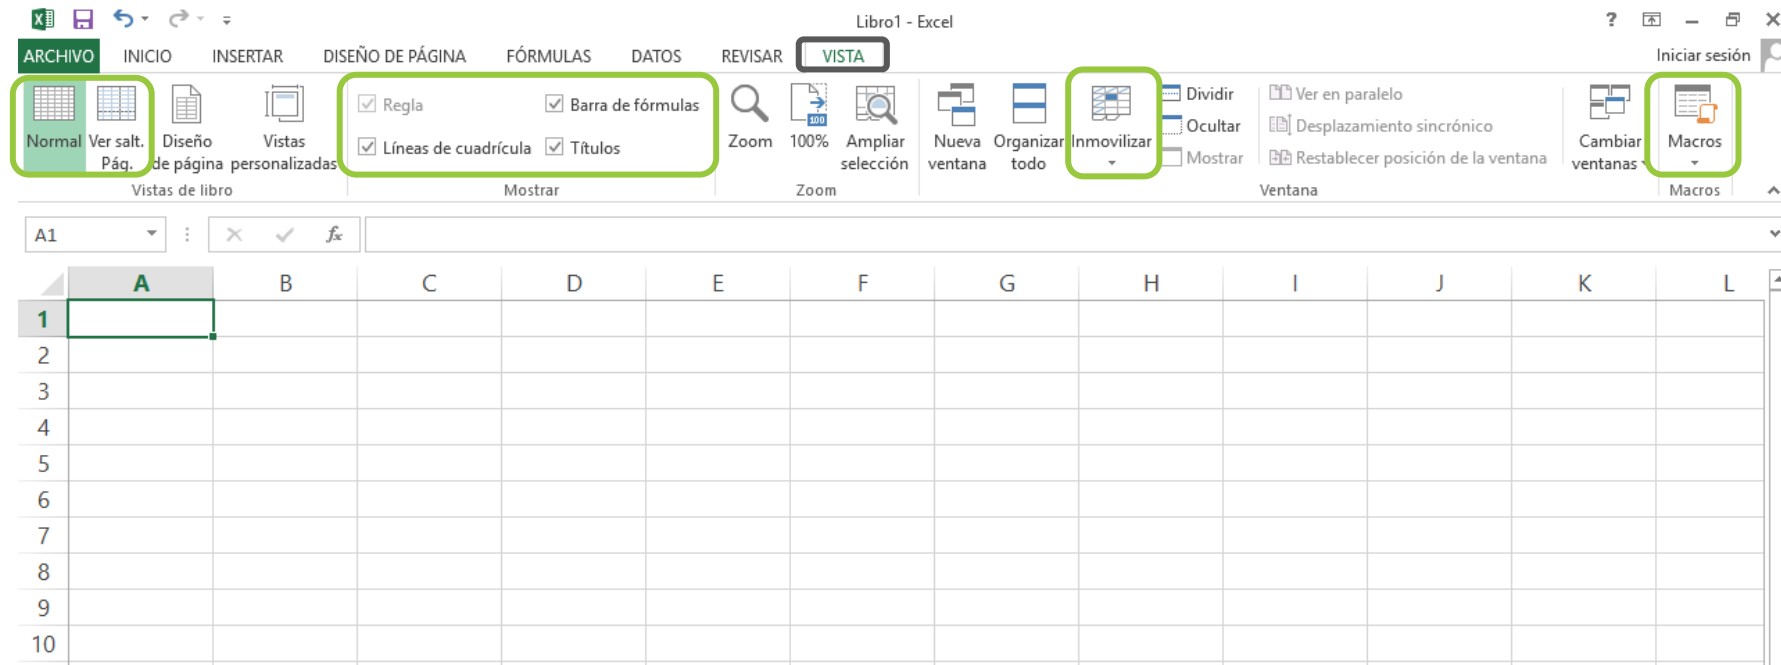 Libro1 - Excel
?
ARCHIVO INICIO INSERTAR DISEÑO DE PÁGINA FÓRMULAS DATOS REVISAR VISTA Iniciar sesión
Normal
Ver salt.
Pág.
Diseño
de página
Vistas
personalizadas
Vistas de libro
Regla
Barra de fórmulas
Líneas de cuadrícula
Títulos
Mostrar
Zoom
100
100%
Ampliar
selección
Zoom
Nueva
ventana
Organizar
todo
Inmovilizar
Dividir
Ocultar
Mostrar
Ver en paralelo
Desplazamiento sincrónico
Restablecer posición de la ventana
Ventana
Cambiar
ventanas
Macros
Macros
A1 fx
A B C D E F G H I J K L
1
2
3
4
5
6
7
8
9
10